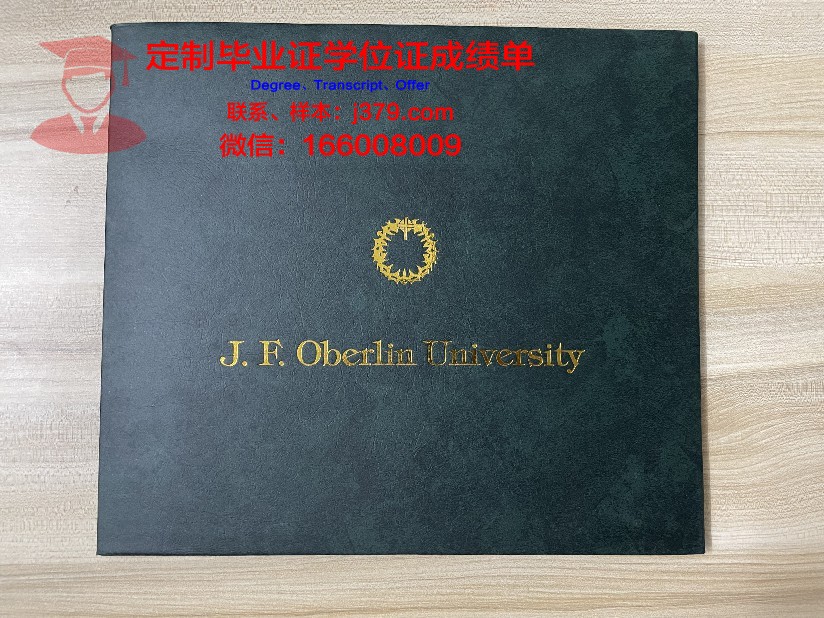 定制毕业证学位证成绩单
Degree、Transcript、Offer
联系、样本：j379.com
微信：166008009
J. F. Oberlin University